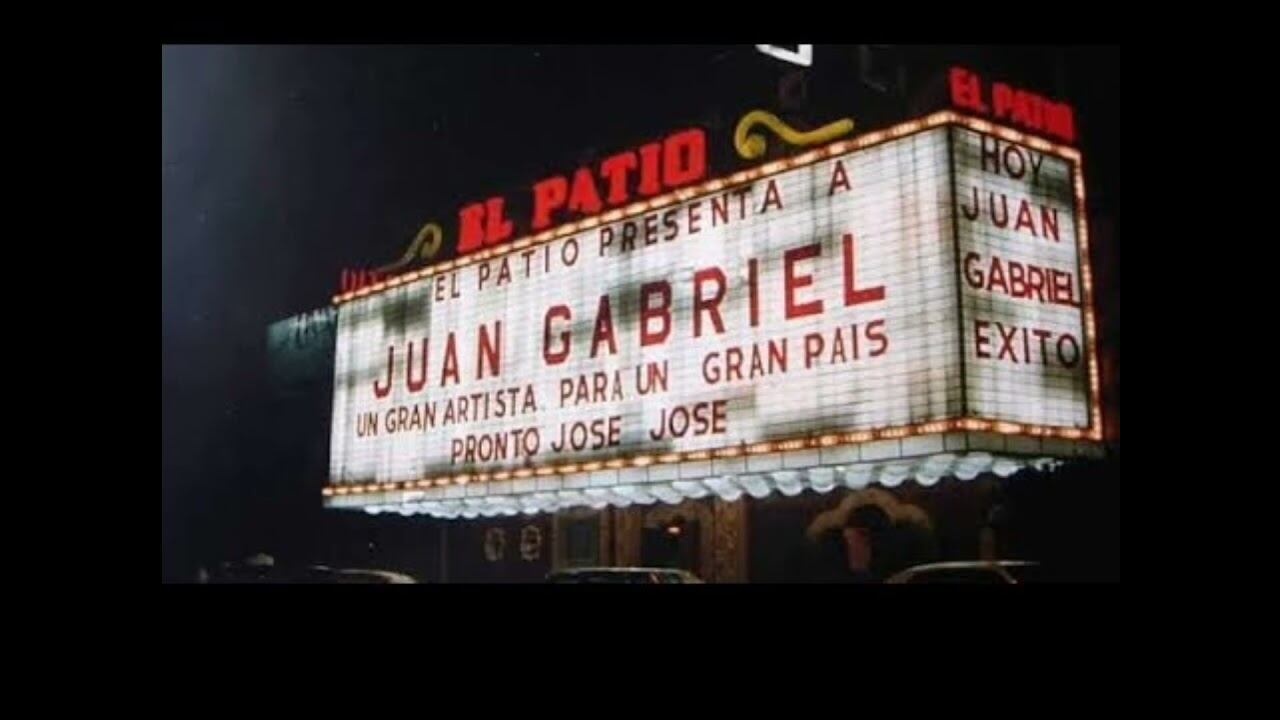 EL PATIO
EL PATIO PRESENTA A
JUAN GABRIEL
UN GRAN ARTISTA PARA UN GRAN PAIS
PRONTO JOSE JOSE
EL PATIO
HOY
JUAN
GABRIEL
EXITO